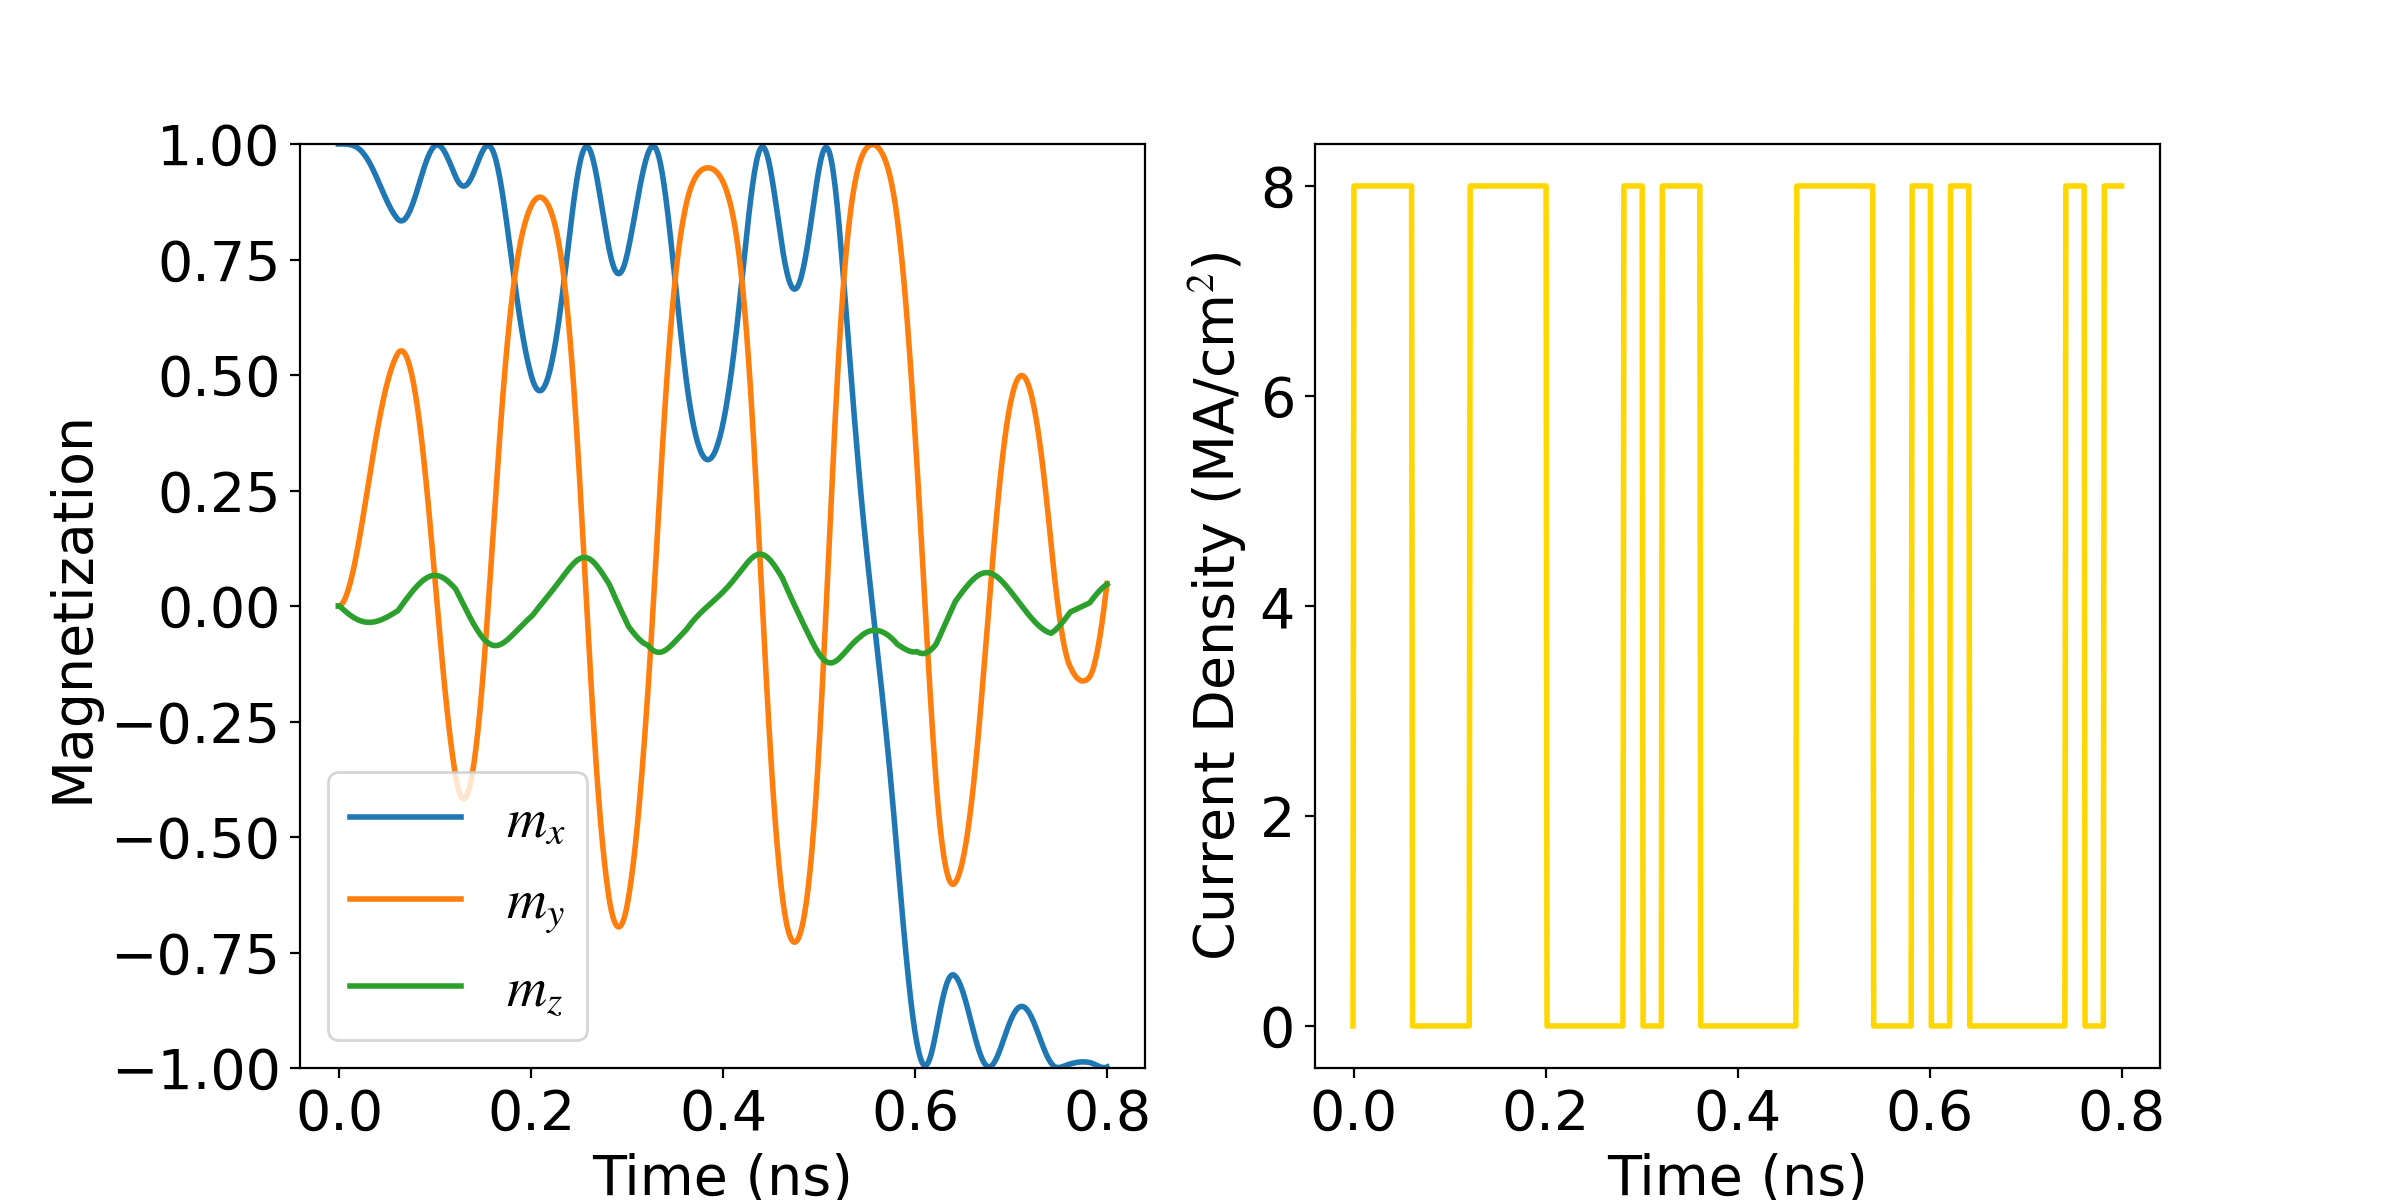 Magnetization
1.00
0.75
0.50
0.25
0.00
−0.25
−0.50
−0.75
−1.00
m_x
m_y
m_z
0.0 0.2 0.4 0.6 0.8
Time (ns)
Current Density (MA/cm²)
8
6
4
2
0
0.0 0.2 0.4 0.6 0.8
Time (ns)